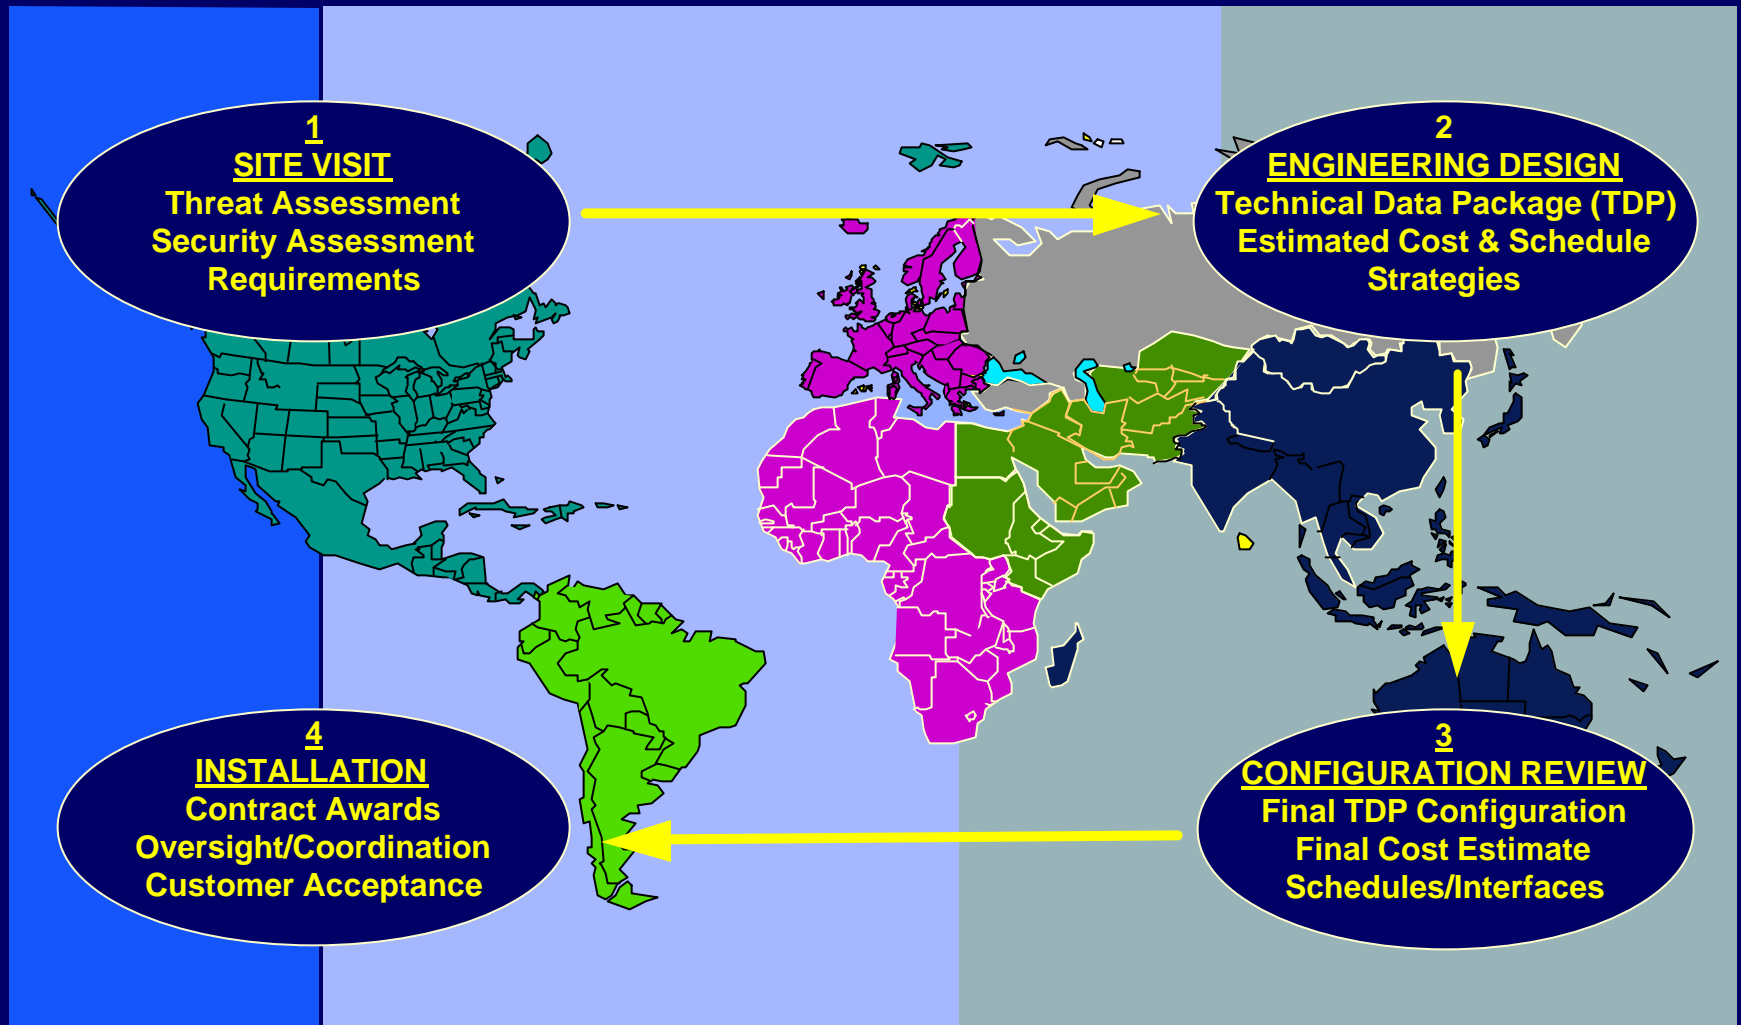 1
SITE VISIT
Threat Assessment
Security Assessment
Requirements
2
ENGINEERING DESIGN
Technical Data Package (TDP)
Estimated Cost & Schedule
Strategies
3
CONFIGURATION REVIEW
Final TDP Configuration
Final Cost Estimate
Schedules/Interfaces
4
INSTALLATION
Contract Awards
Oversight/Coordination
Customer Acceptance